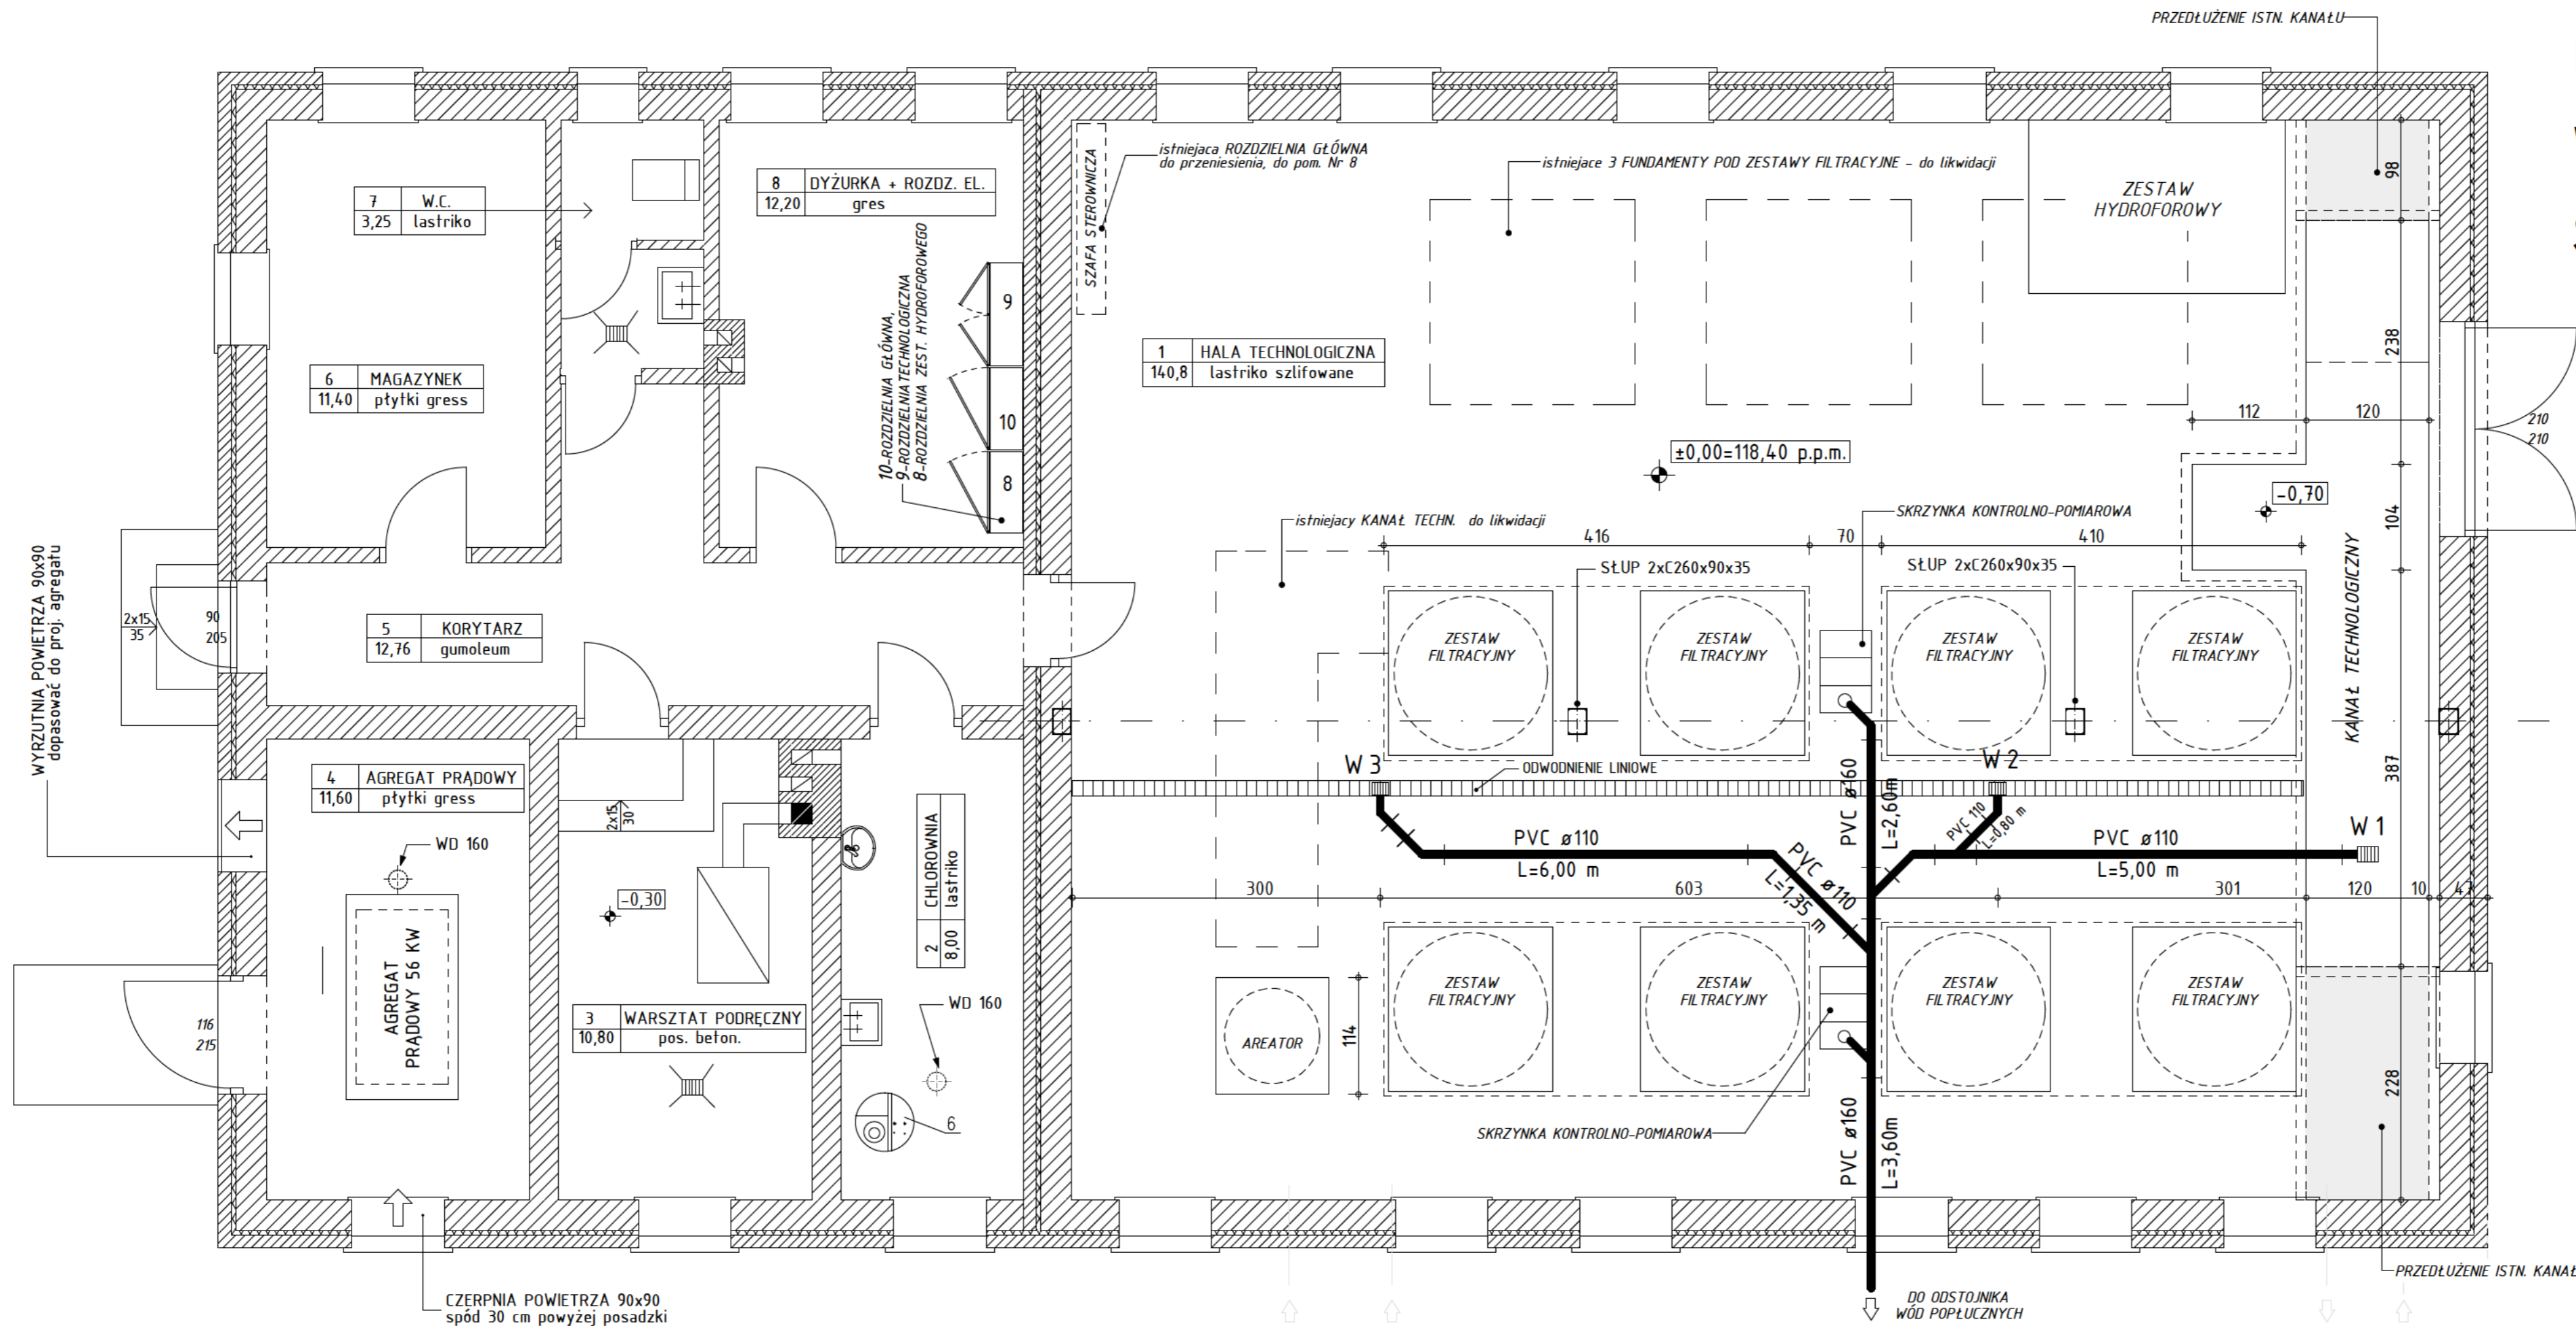 PRZEDŁUŻENIE ISTN. KANAŁU
istniejaca ROZDZIELNIA GŁÓWNA
do przeniesienia, do pom. Nr 8
istniejace 3 FUNDAMENTY POD ZESTAWY FILTRACYJNE - do likwidacji
SZAFA STEROWNICZA
ZESTAW
HYDROFOROWY
98
7 W.C.
3,25 lastriko
8 DYŻURKA + ROZDZ. EL.
12,20 gres
10-ROZDZIELNIA GŁÓWNA,
9-ROZDZIELNIATECHNOLOGICZNA
8-ROZDZIELNIA ZEST. HYDROFOROWEGO
9
10
8
1 HALA TECHNOLOGICZNA
140,8 lastriko szlifowane
238
6 MAGAZYNEK
11,40 płytki gress
112
120
210
210
±0,00=118,40 p.p.m.
-0,70
104
istniejacy KANAŁ TECHN. do likwidacji
SKRZYNKA KONTROLNO-POMIAROWA
416
70
410
SŁUP 2xC260x90x35
SŁUP 2xC260x90x35
KANAŁ TECHNOLOGICZNY
WYRZUTNIA POWIETRZA 90x90
dopasować do proj. agregatu
2x15
35
90
205
5 KORYTARZ
12,76 gumoleum
ZESTAW
FILTRACYJNY
ZESTAW
FILTRACYJNY
ZESTAW
FILTRACYJNY
ZESTAW
FILTRACYJNY
387
4 AGREGAT PRĄDOWY
11,60 płytki gress
2x15
30
W 3
ODWODNIENIE LINIOWE
W 2
PVC ø160
L=2,60m
PVC 110
L=0,80 m
W 1
WD 160
2 CHLOROWNIA
8,00 lastriko
PVC ø110
L=6,00 m
PVC ø110
L=1,35 m
PVC ø110
L=5,00 m
-0,30
300
603
301
120
10
47
AGREGAT
PRĄDOWY 56 KW
116
215
3 WARSZTAT PODRĘCZNY
10,80 pos. beton.
WD 160
6
AREATOR
114
ZESTAW
FILTRACYJNY
ZESTAW
FILTRACYJNY
ZESTAW
FILTRACYJNY
ZESTAW
FILTRACYJNY
228
SKRZYNKA KONTROLNO-POMIAROWA
PVC ø160
L=3,60m
PRZEDŁUŻENIE ISTN. KANAŁ
CZERPNIA POWIETRZA 90x90
spód 30 cm powyżej posadzki
DO ODSTOJNIKA
WÓD POPŁUCZNYCH